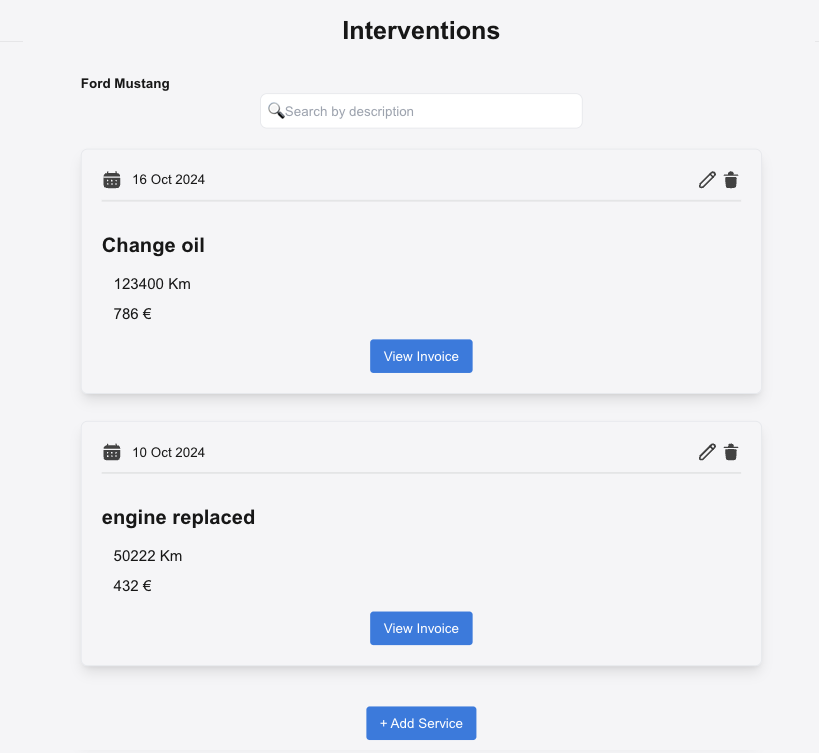 Interventions
Ford Mustang
Search by description
16 Oct 2024
Change oil
123400 Km
786 €
View Invoice
10 Oct 2024
engine replaced
50222 Km
432 €
View Invoice
+ Add Service